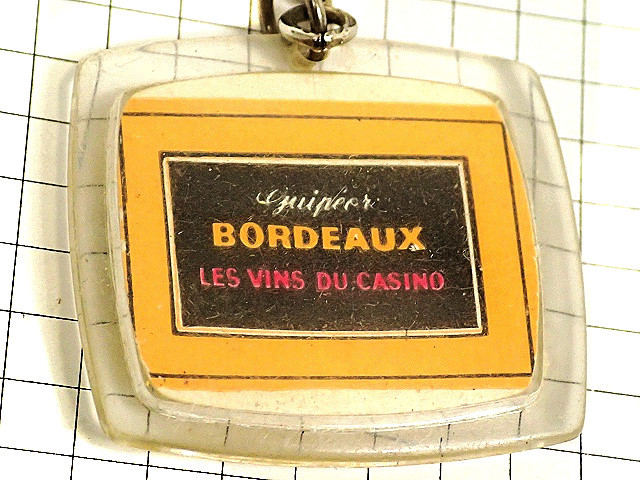 Guipéor
BORDEAUX
LES VINS DU CASINO